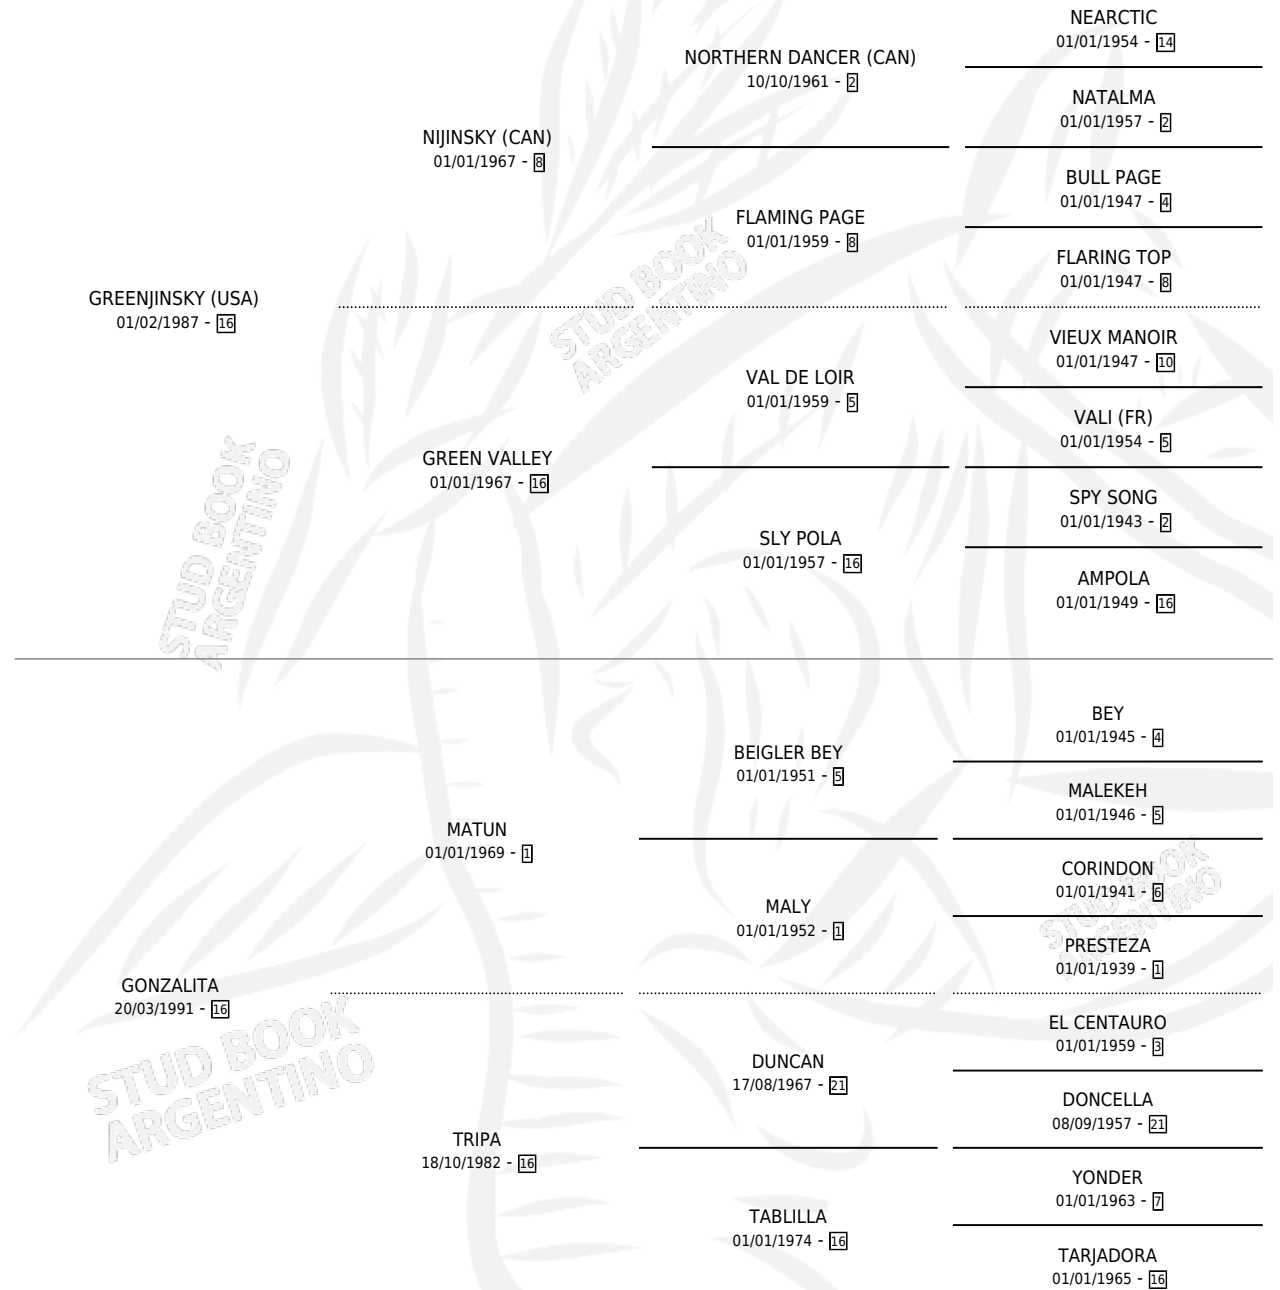 NEARCTIC
01/01/1954 - 14
NORTHERN DANCER (CAN)
10/10/1961 - 2
NATALMA
01/01/1957 - 2
NIJINSKY (CAN)
01/01/1967 - 8
BULL PAGE
01/01/1947 - 4
FLAMING PAGE
01/01/1959 - 8
FLARING TOP
01/01/1947 - 8
GREENJINSKY (USA)
01/02/1987 - 16
STUD BOOK
ARGENTINO
VIEUX MANOIR
01/01/1947 - 10
VAL DE LOIR
01/01/1959 - 5
VALI (FR)
01/01/1954 - 5
GREEN VALLEY
01/01/1967 - 16
SPY SONG
01/01/1943 - 2
SLY POLA
01/01/1957 - 16
AMPOLA
01/01/1949 - 16
STUD BOOK
ARGENTINO
BEY
01/01/1945 - 4
BEIGLER BEY
01/01/1951 - 5
MALEKEH
01/01/1946 - 5
MATUN
01/01/1969 - 1
CORINDON
01/01/1941 - 6
MALY
01/01/1952 - 1
STUD BOOK
ARGENTINO
PRESTEZA
01/01/1939 - 1
GONZALITA
20/03/1991 - 16
EL CENTAURO
01/01/1959 - 3
STUD BOOK
ARGENTINO
DUNCAN
17/08/1967 - 21
DONCELLA
08/09/1957 - 21
TRIPA
18/10/1982 - 16
YONDER
01/01/1963 - 7
TABLILLA
01/01/1974 - 16
TARJADORA
01/01/1965 - 16